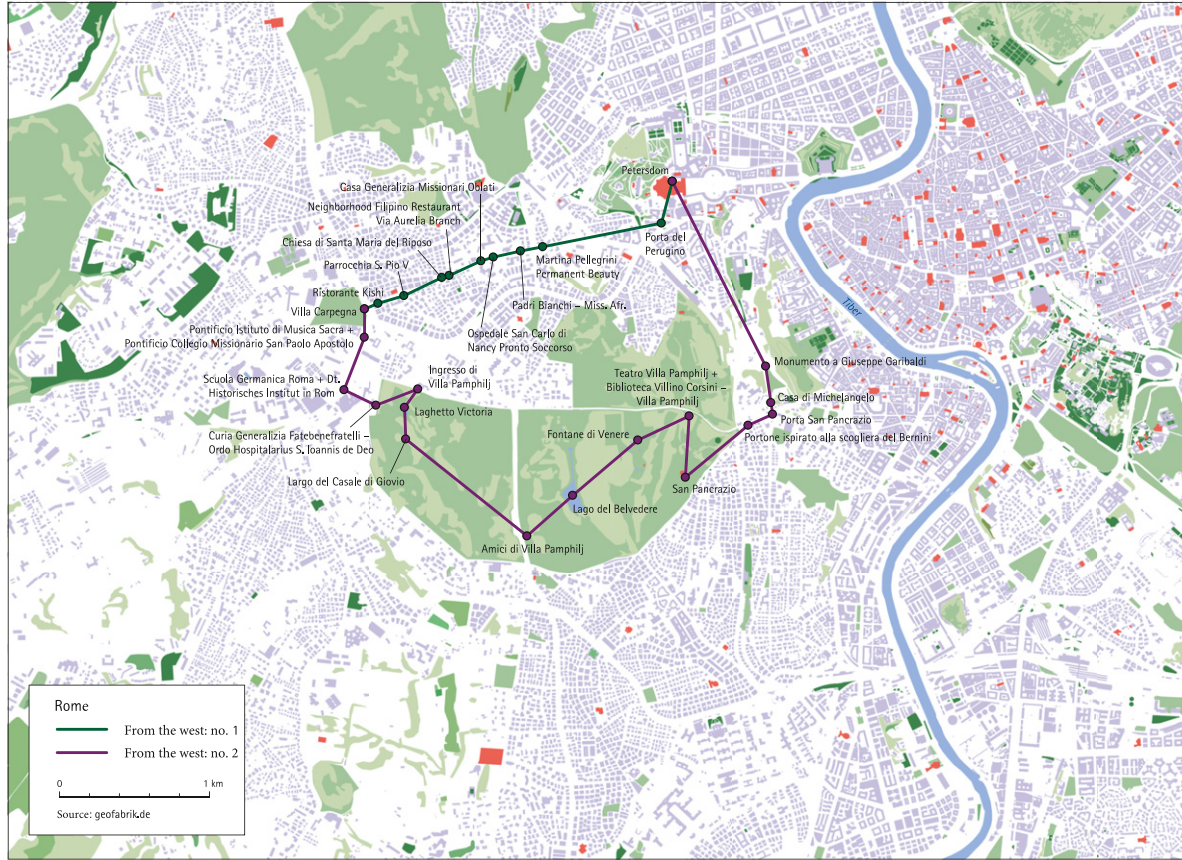 Petersdom
Casa Generalizia Missionari Oblati
Neighborhood Filipino Restaurant
Via Aurelia Branch
Chiesa di Santa Maria del Riposo
Parrocchia S. Pio V
Ristorante Kishi
Villa Carpegna
Porta del
Perugino
Martina Pellegrini
Permanent Beauty
Padri Bianchi – Miss. Afr.
Ospedale San Carlo di
Nancy Pronto Soccorso
Pontificio Istituto di Musica Sacra +
Pontificio Collegio Missionario San Paolo Apostolo
Tiber
Scuola Germanica Roma + Dt.
Historisches Institut in Rom
Ingresso di
Villa Pamphilj
Laghetto Victoria
Curia Generalizia Fatebenefratelli –
Ordo Hospitalarius S. Ioannis de Deo
Largo del Casale di Giovio
Teatro Villa Pamphilj +
Biblioteca Villino Corsini –
Villa Pamphilj
Monumento a Giuseppe Garibaldi
Casa di Michelangelo
Porta San Pancrazio
Portone ispirato alla scogliera del Bernini
Fontane di Venere
San Pancrazio
Lago del Belvedere
Amici di Villa Pamphilj
Rome
From the west: no. 1
From the west: no. 2
0 1 km
Source: geofabrik.de